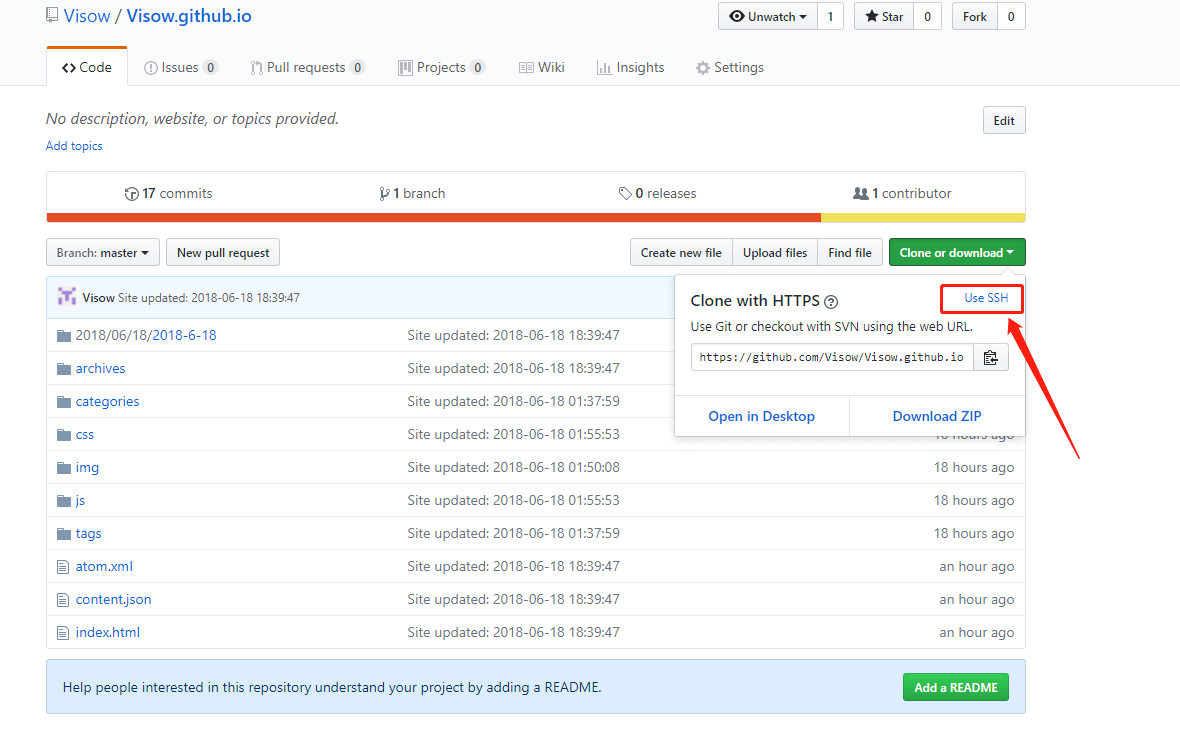 Visow / Visow.github.io
Unwatch 1 Star 0 Fork 0
Code Issues 0 Pull requests 0 Projects 0 Wiki Insights Settings
No description, website, or topics provided.
Edit
Add topics
17 commits 1 branch 0 releases 1 contributor
Branch: master New pull request Create new file Upload files Find file Clone or download
Visow Site updated: 2018-06-18 18:39:47
Clone with HTTPS ?
Use SSH
Use Git or checkout with SVN using the web URL.
https://github.com/Visow/Visow.github.io
Open in Desktop Download ZIP
2018/06/18/2018-6-18 Site updated: 2018-06-18 18:39:47
archives Site updated: 2018-06-18 18:39:47
categories Site updated: 2018-06-18 01:37:59
css Site updated: 2018-06-18 01:55:53 18 hours ago
img Site updated: 2018-06-18 01:50:08 18 hours ago
js Site updated: 2018-06-18 01:55:53 18 hours ago
tags Site updated: 2018-06-18 01:37:59 18 hours ago
atom.xml Site updated: 2018-06-18 18:39:47 an hour ago
content.json Site updated: 2018-06-18 18:39:47 an hour ago
index.html Site updated: 2018-06-18 18:39:47 an hour ago
Help people interested in this repository understand your project by adding a README.
Add a README